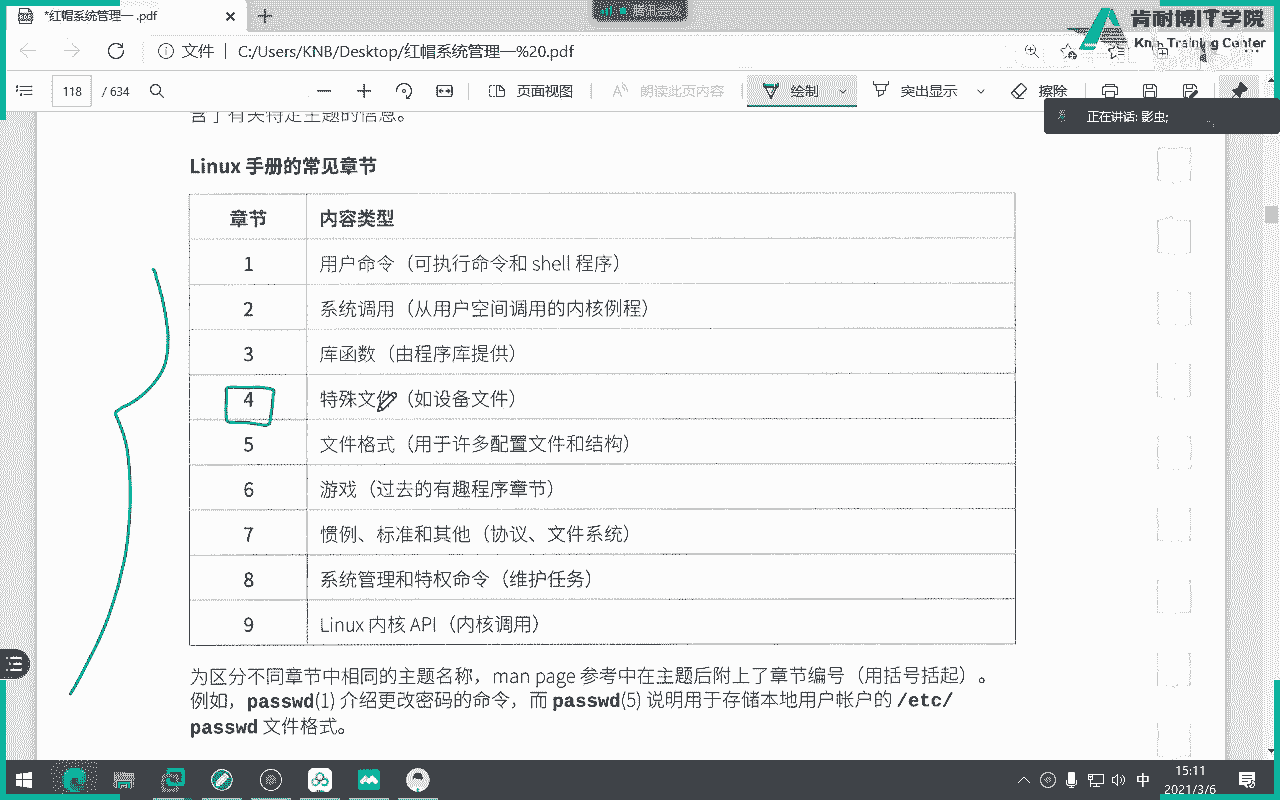 *红帽系统管理一 .pdf
肯耐博IT学院
文件 C:/Users/KNB/Desktop/红帽系统管理一%20.pdf
Training Center
118 / 634 页面视图 朗读此页内容 绘制 突出显示 擦除
正在讲话: 影虫;
含了有关特定主题的信息。
Linux 手册的常见章节
章节 内容类型
1 用户命令（可执行命令和 shell 程序）
2 系统调用（从用户空间调用的内核例程）
3 库函数（由程序库提供）
4 特殊文件（如设备文件）
5 文件格式（用于许多配置文件和结构）
6 游戏（过去的有趣程序章节）
7 惯例、标准和其他（协议、文件系统）
8 系统管理和特权命令（维护任务）
9 Linux 内核 API（内核调用）
为区分不同章节中相同的主题名称，man page 参考中在主题后附上了章节编号（用括号括起）。
例如，passwd(1) 介绍更改密码的命令，而 passwd(5) 说明用于存储本地用户帐户的 /etc/
passwd 文件格式。
中
15:11
2021/3/6